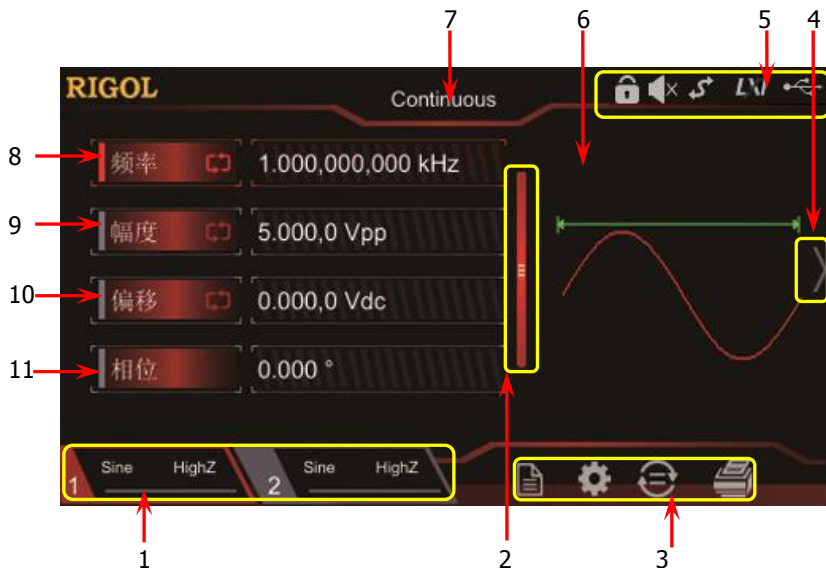 7 6 5 4
RIGOL
Continuous
LXI
8 频率 1.000,000,000 kHz
9 幅度 5.000,0 Vpp
10 偏移 0.000,0 Vdc
11 相位 0.000 °
1 Sine HighZ 2 Sine HighZ
1 2 3